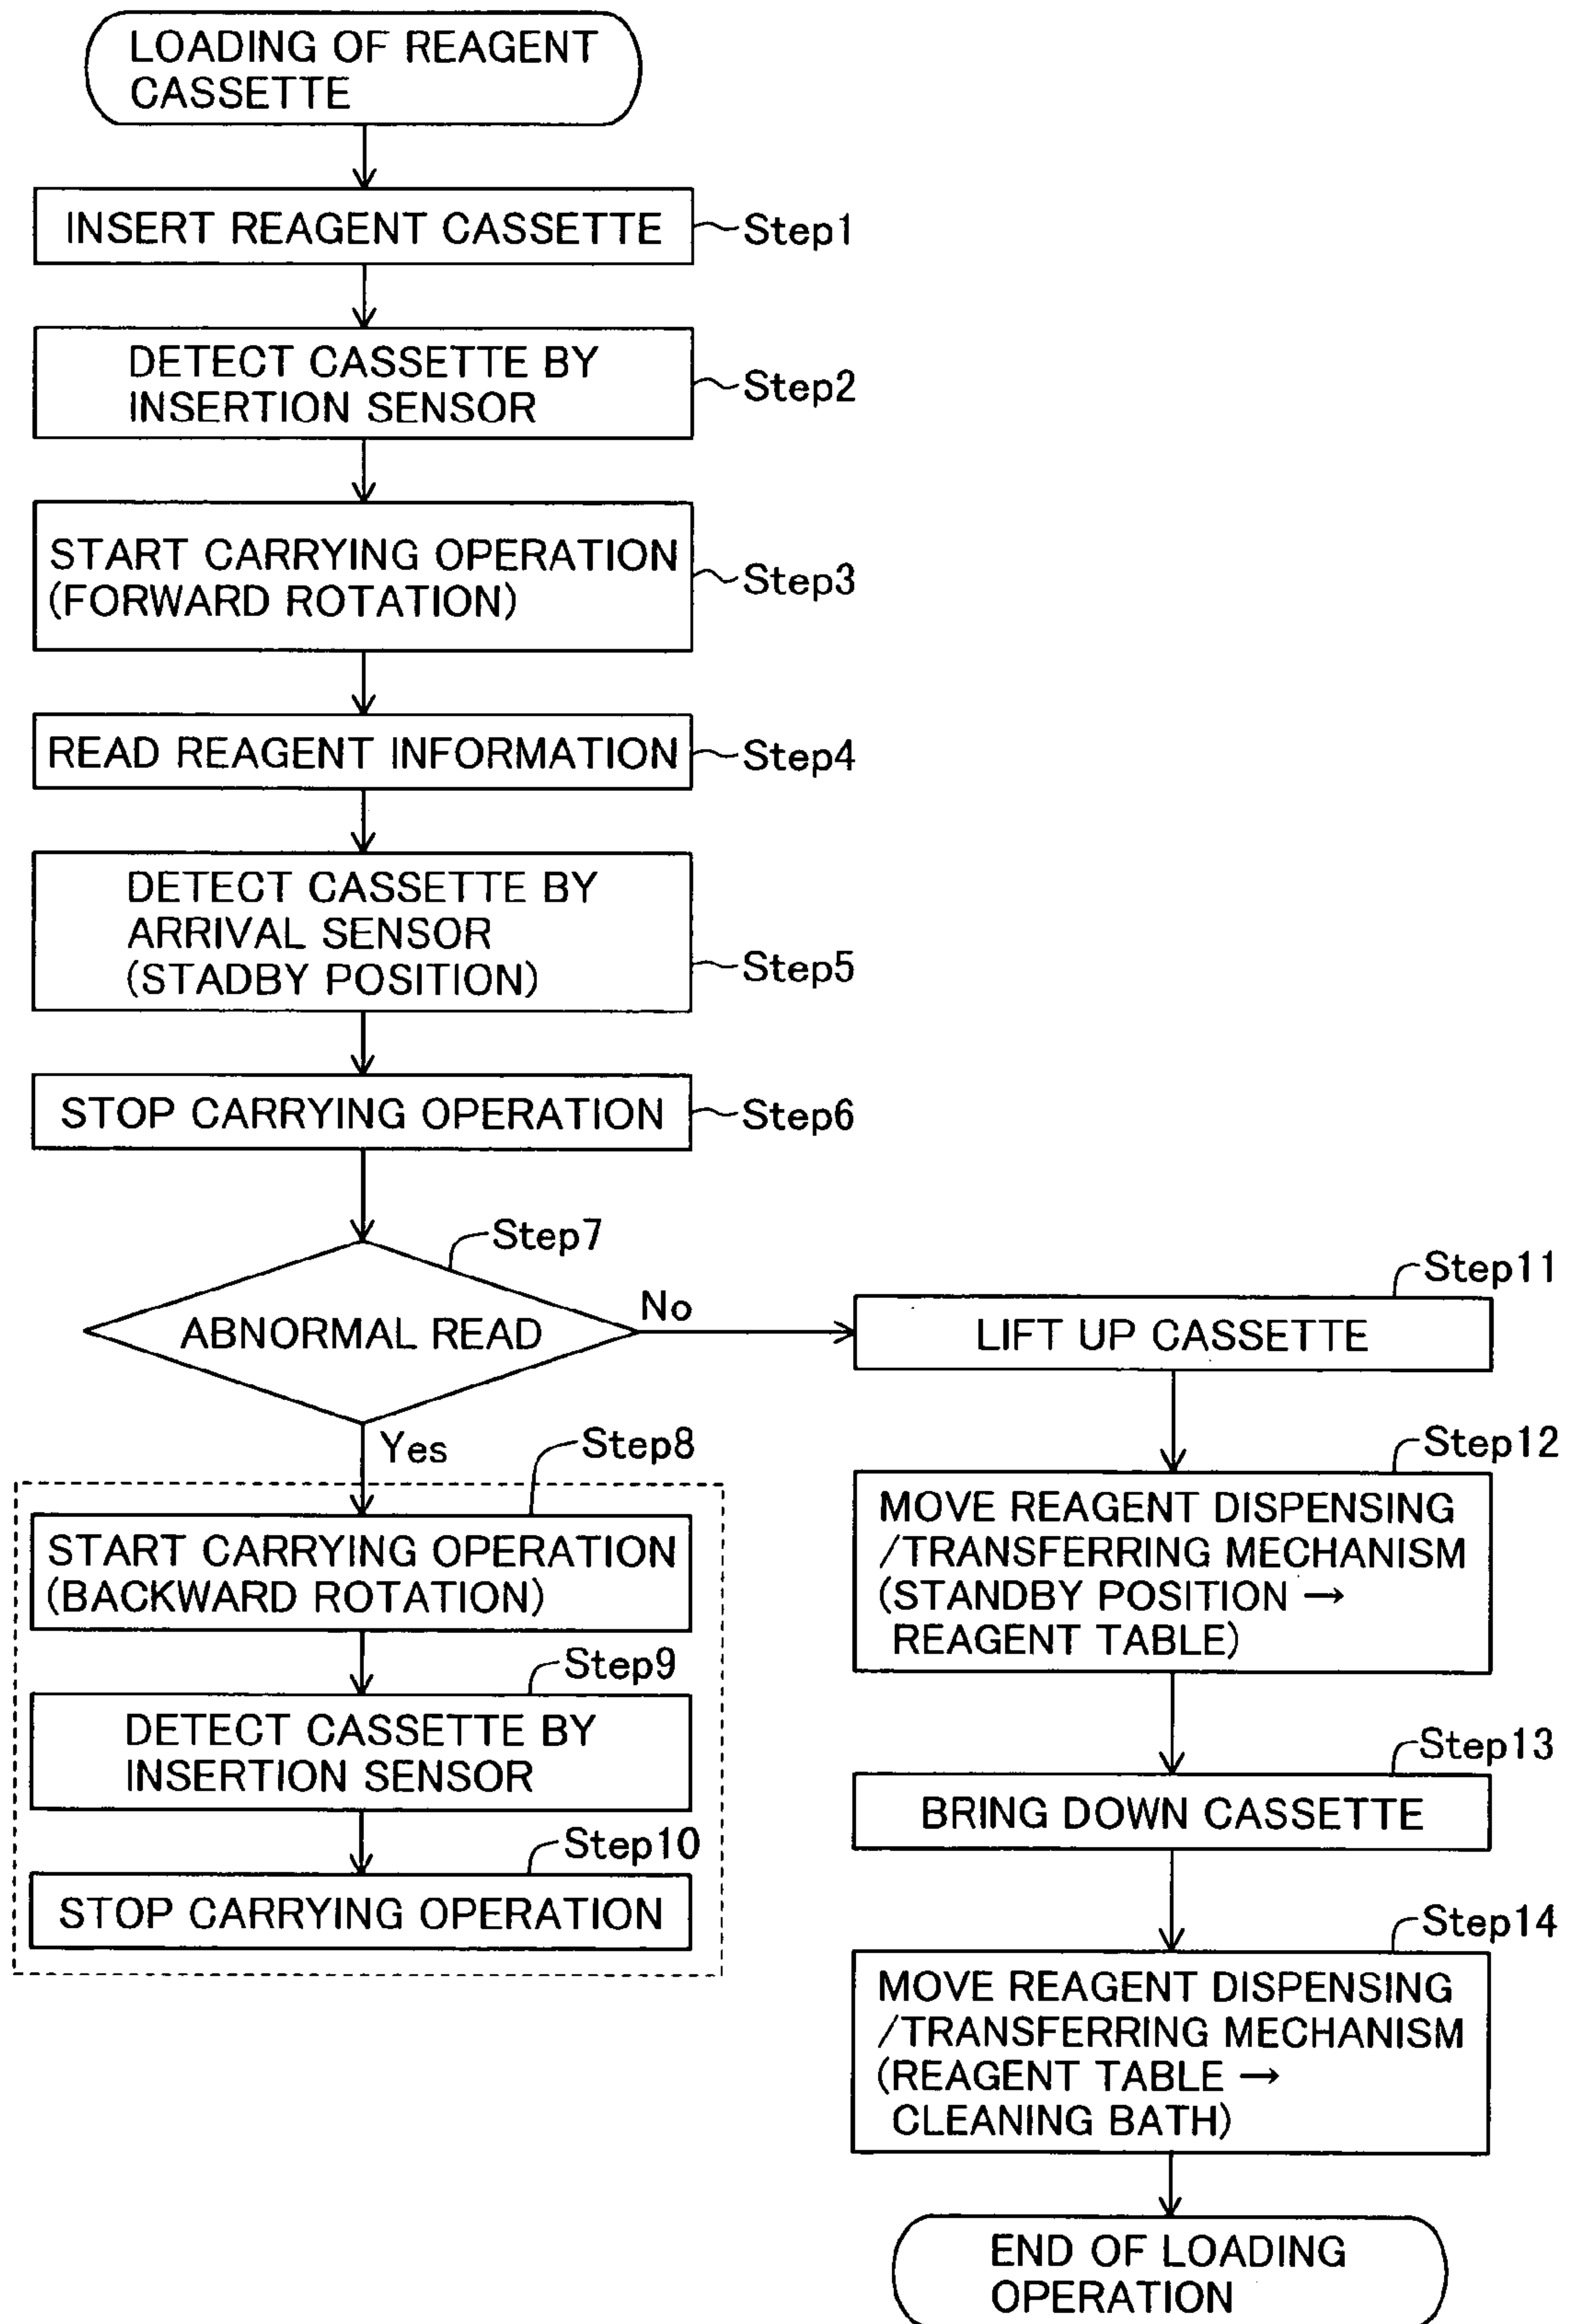 LOADING OF REAGENT
CASSETTE
INSERT REAGENT CASSETTE
Step1
DETECT CASSETTE BY
INSERTION SENSOR
Step2
START CARRYING OPERATION
(FORWARD ROTATION)
Step3
READ REAGENT INFORMATION
Step4
DETECT CASSETTE BY
ARRIVAL SENSOR
(STADBY POSITION)
Step5
STOP CARRYING OPERATION
Step6
Step7
ABNORMAL READ
No
Yes
Step8
START CARRYING OPERATION
(BACKWARD ROTATION)
Step9
DETECT CASSETTE BY
INSERTION SENSOR
Step10
STOP CARRYING OPERATION
Step11
LIFT UP CASSETTE
Step12
MOVE REAGENT DISPENSING
/TRANSFERRING MECHANISM
(STANDBY POSITION →
REAGENT TABLE)
Step13
BRING DOWN CASSETTE
Step14
MOVE REAGENT DISPENSING
/TRANSFERRING MECHANISM
(REAGENT TABLE →
CLEANING BATH)
END OF LOADING
OPERATION